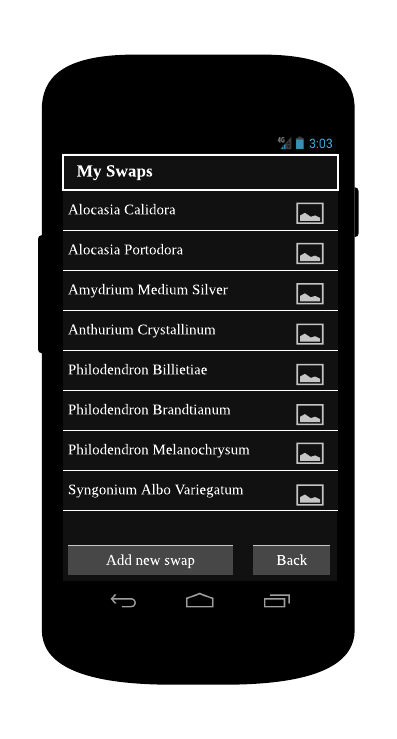 4G 3:03
My Swaps
Alocasia Calidora
Alocasia Portodora
Amydrium Medium Silver
Anthurium Crystallinum
Philodendron Billietiae
Philodendron Brandtianum
Philodendron Melanochrysum
Syngonium Albo Variegatum
Add new swap Back